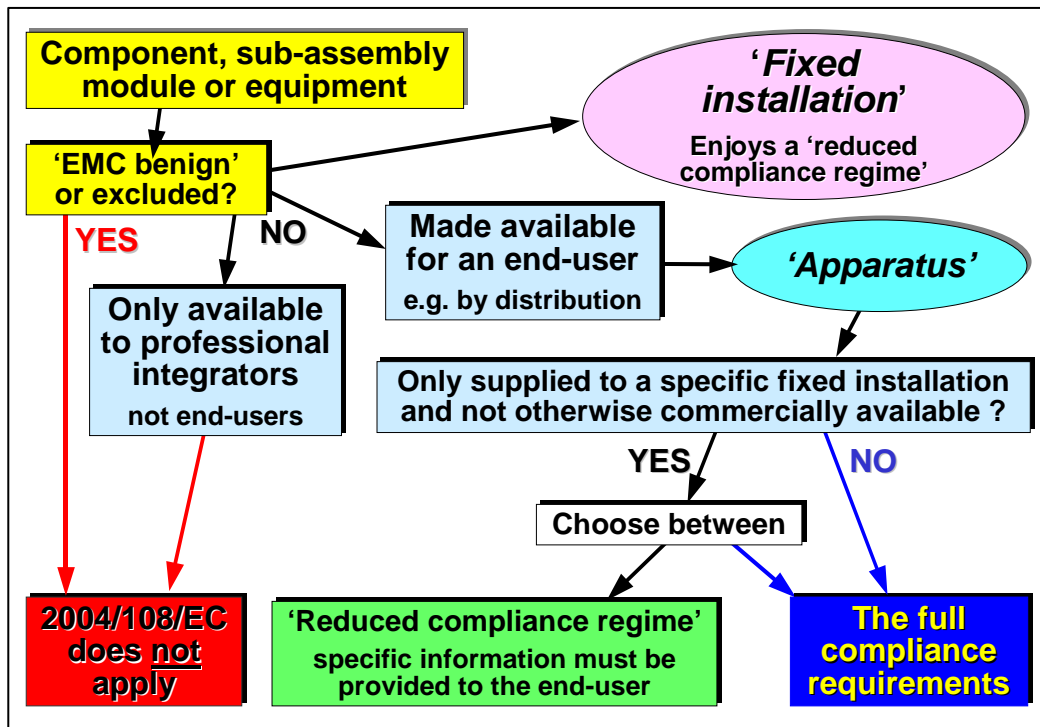 Component, sub-assembly
module or equipment
‘Fixed
installation’
Enjoys a ‘reduced
compliance regime’
‘EMC benign’
or excluded?
YES
NO
Made available
for an end-user
e.g. by distribution
‘Apparatus’
Only available
to professional
integrators
not end-users
Only supplied to a specific fixed installation
and not otherwise commercially available ?
YES
NO
Choose between
2004/108/EC
does not
apply
‘Reduced compliance regime’
specific information must be
provided to the end-user
The full
compliance
requirements